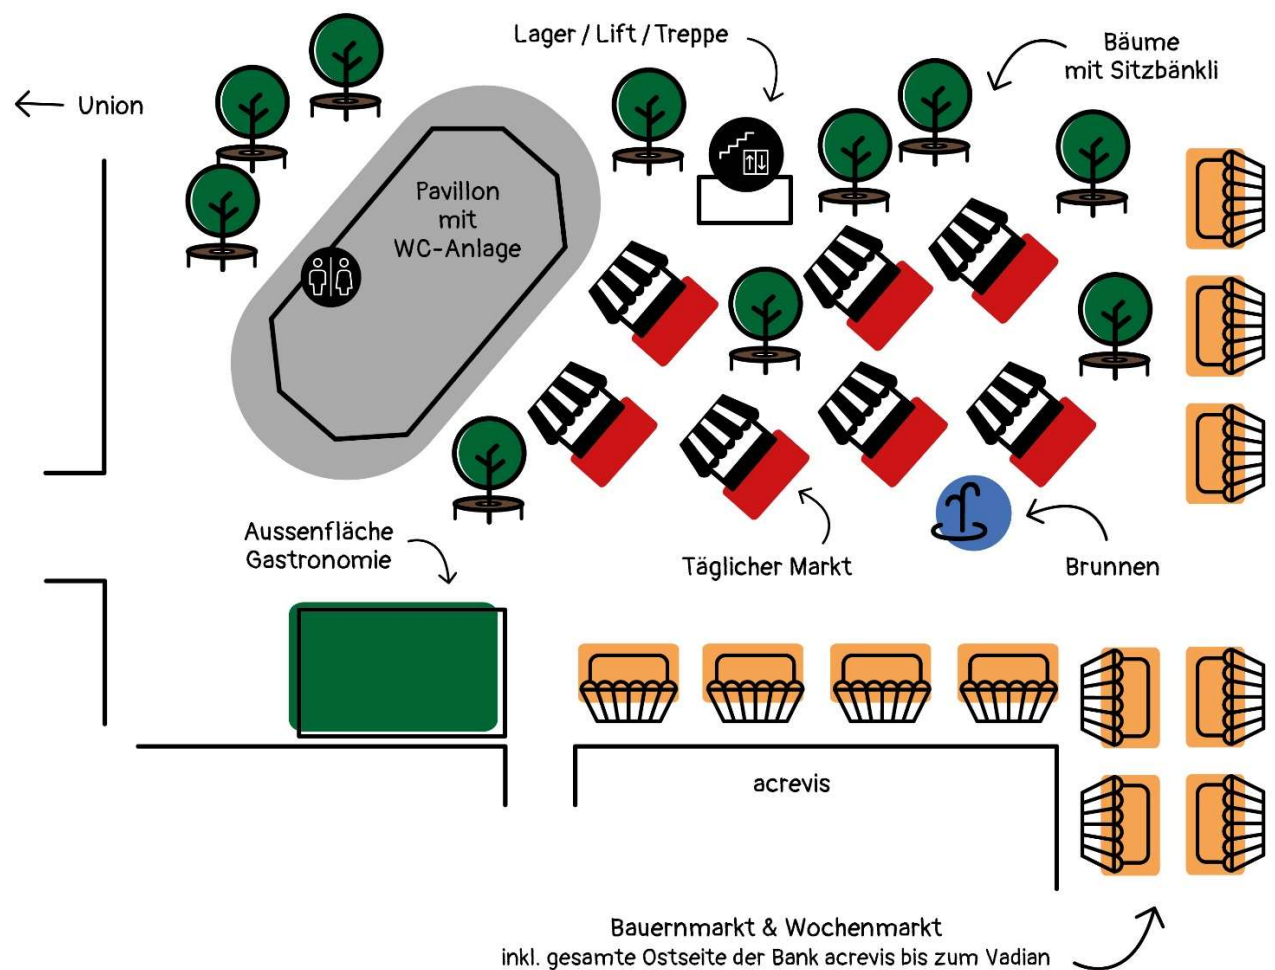 Lager / Lift / Treppe
Bäume
mit Sitzbänkli
Union
Pavillon
mit
WC-Anlage
Aussenfläche
Gastronomie
Täglicher Markt
Brunnen
acrevis
Bauernmarkt & Wochenmarkt
inkl. gesamte Ostseite der Bank acrevis bis zum Vadian